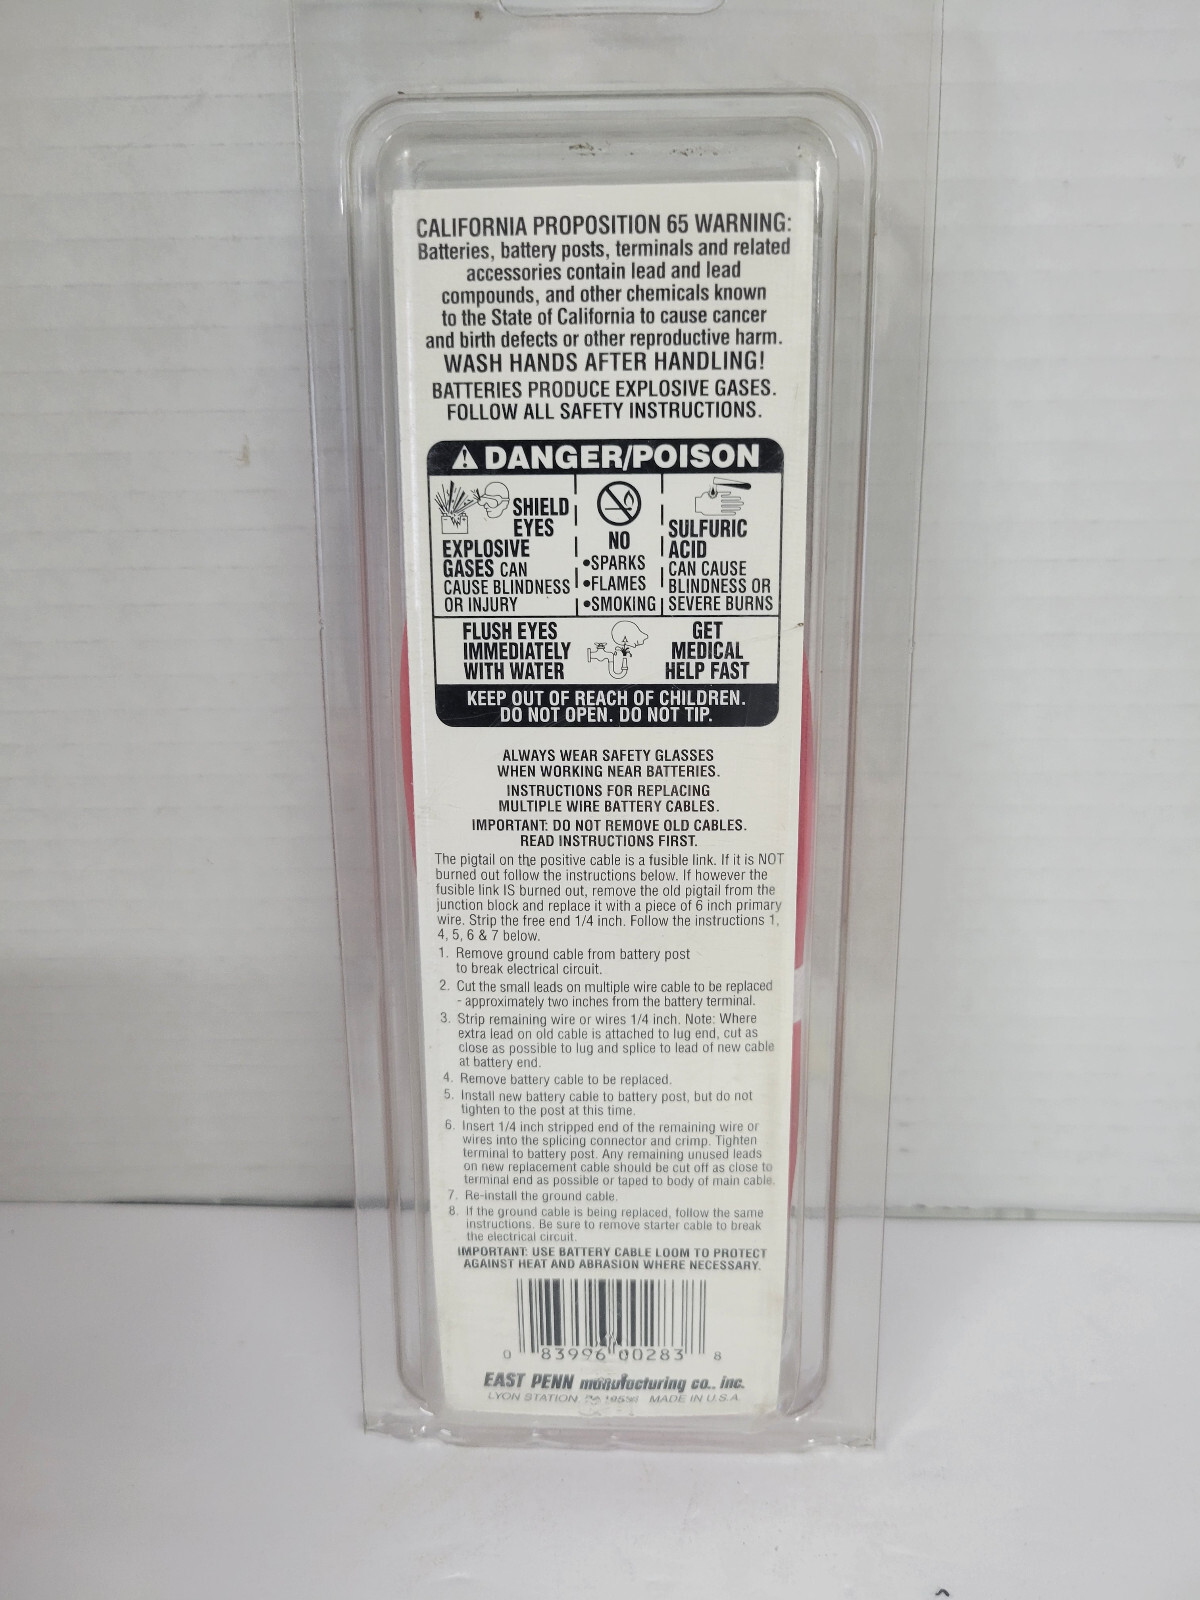 CALIFORNIA PROPOSITION 65 WARNING:
Batteries, battery posts, terminals and related
accessories contain lead and lead
compounds, and other chemicals known
to the State of California to cause cancer
and birth defects or other reproductive harm.
WASH HANDS AFTER HANDLING!
BATTERIES PRODUCE EXPLOSIVE GASES.
FOLLOW ALL SAFETY INSTRUCTIONS.
DANGER/POISON
SHIELD
EYES
EXPLOSIVE
GASES CAN
CAUSE BLINDNESS
OR INJURY
NO
•SPARKS
•FLAMES
•SMOKING
SULFURIC
ACID
CAN CAUSE
BLINDNESS OR
SEVERE BURNS
FLUSH EYES
IMMEDIATELY
WITH WATER
GET
MEDICAL
HELP FAST
KEEP OUT OF REACH OF CHILDREN.
DO NOT OPEN. DO NOT TIP.
ALWAYS WEAR SAFETY GLASSES
WHEN WORKING NEAR BATTERIES.
INSTRUCTIONS FOR REPLACING
MULTIPLE WIRE BATTERY CABLES.
IMPORTANT: DO NOT REMOVE OLD CABLES.
READ INSTRUCTIONS FIRST.
The pigtail on the positive cable is a fusible link. If it is NOT
burned out follow the instructions below. If however the
fusible link IS burned out, remove the old pigtail from the
junction block and replace it with a piece of 6 inch primary
wire. Strip the free end 1/4 inch. Follow the instructions 1,
4, 5, 6 & 7 below.
1. Remove ground cable from battery post
to break electrical circuit.
2. Cut the small leads on multiple wire cable to be replaced
- approximately two inches from the battery terminal.
3. Strip remaining wire or wires 1/4 inch. Note: Where
extra lead on old cable is attached to lug end, cut as
close as possible to lug and splice to lead of new cable
at battery end.
4. Remove battery cable to be replaced.
5. Install new battery cable to battery post, but do not
tighten to the post at this time.
6. Insert 1/4 inch stripped end of the remaining wire or
wires into the splicing connector and crimp. Tighten
terminal to battery post. Any remaining unused leads
on new replacement cable should be cut off as close to
terminal end as possible or taped to body of main cable.
7. Re-install the ground cable.
8. If the ground cable is being replaced, follow the same
instructions. Be sure to remove starter cable to break
the electrical circuit.
IMPORTANT: USE BATTERY CABLE LOOM TO PROTECT
AGAINST HEAT AND ABRASION WHERE NECESSARY.
0 83996 00283 8
EAST PENN manufacturing co., inc.
LYON STATION MADE IN U.S.A.